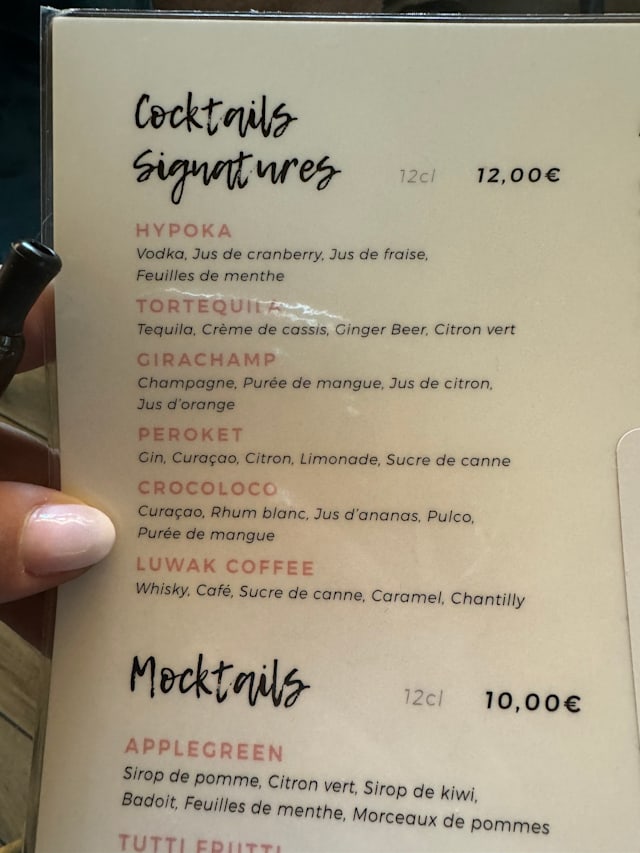 Cocktails
Signatures 12cl 12,00€
HYPOKA
Vodka, Jus de cranberry, Jus de fraise,
Feuilles de menthe
TORTEQUILA
Tequila, Crème de cassis, Ginger Beer, Citron vert
GIRACHAMP
Champagne, Purée de mangue, Jus de citron,
Jus d'orange
PEROKET
Gin, Curaçao, Citron, Limonade, Sucre de canne
CROCOLOCO
Curaçao, Rhum blanc, Jus d'ananas, Pulco,
Purée de mangue
LUWAK COFFEE
Whisky, Café, Sucre de canne, Caramel, Chantilly
Mocktails 12cl 10,00€
APPLEGREEN
Sirop de pomme, Citron vert, Sirop de kiwi,
Badoit, Feuilles de menthe, Morceaux de pommes
TUTTI FRUTTI